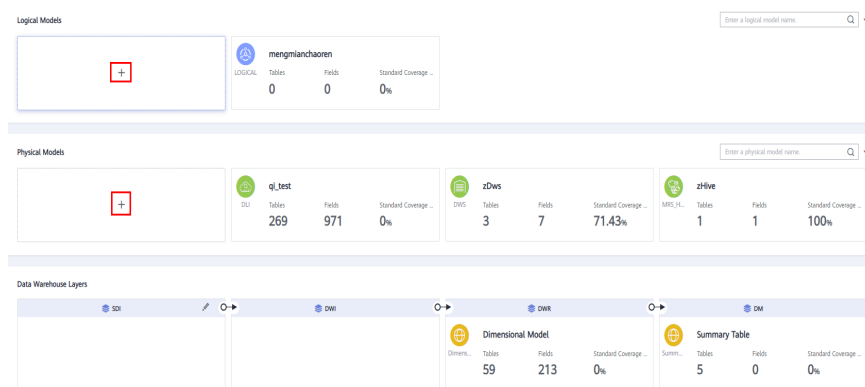 Logical Models
Enter a logical model name.
+
mengmianchaoren
LOGICAL
Tables Fields Standard Coverage ...
0 0 0%
Physical Models
Enter a physical model name.
+
qi_test
DLI
Tables Fields Standard Coverage ...
269 971 0%
zDws
DWS
Tables Fields Standard Coverage ...
3 7 71.43%
zHive
MRS_H...
Tables Fields Standard Coverage ...
1 1 100%
Data Warehouse Layers
SDI DWI DWR DM
Dimensional Model
Dimens...
Tables Fields Standard Coverage ...
59 213 0%
Summary Table
Summ...
Tables Fields Standard Coverage ...
5 0 0%